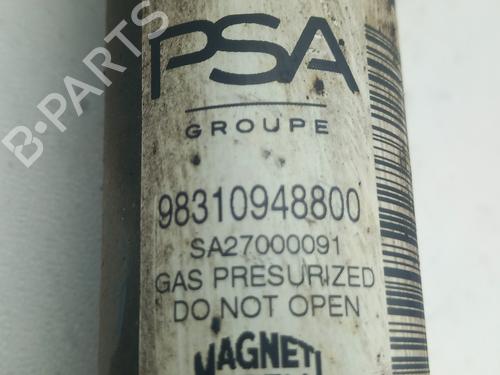 PSA
GROUPE
98310948800
SA27000091
GAS PRESURIZED
DO NOT OPEN
MAGNETI
B-PARTS